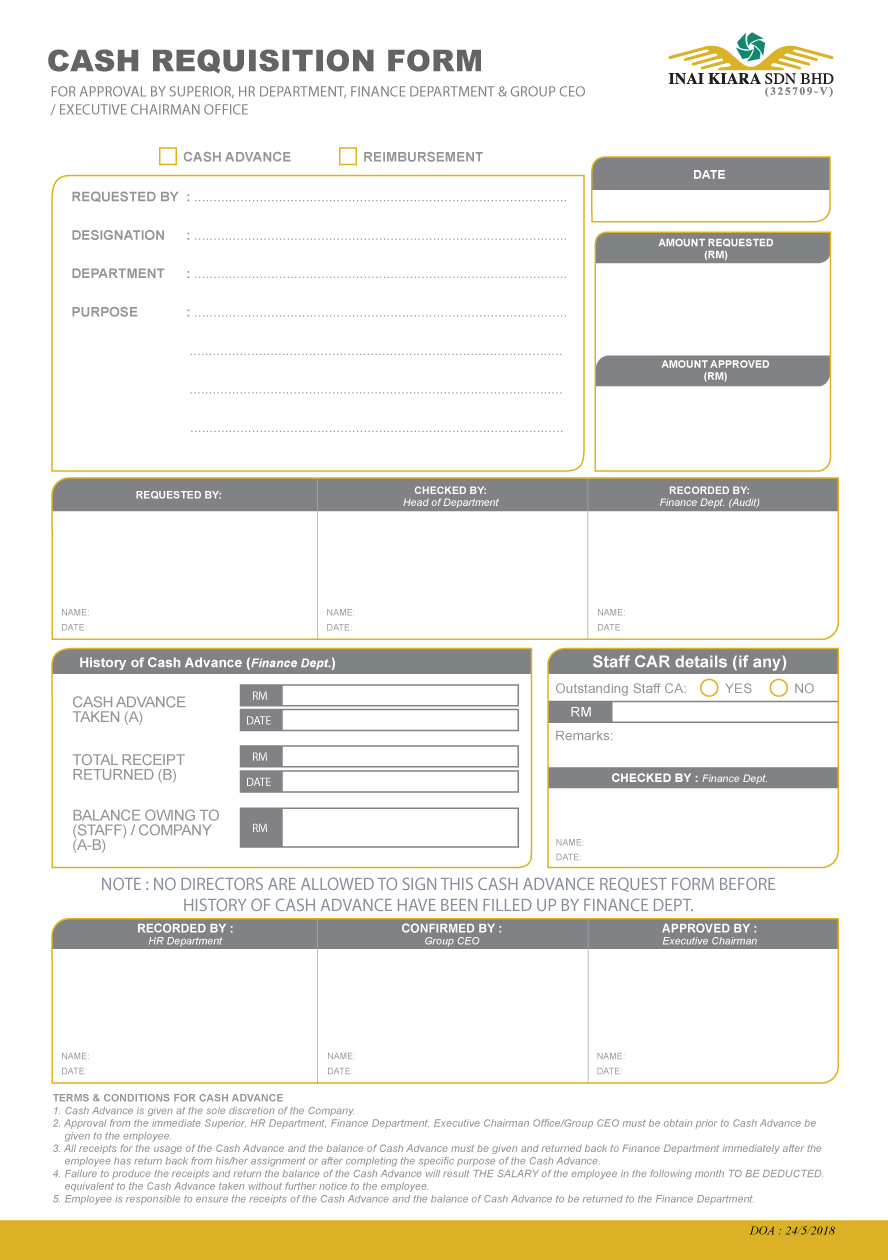 CASH REQUISITION FORM
FOR APPROVAL BY SUPERIOR, HR DEPARTMENT, FINANCE DEPARTMENT & GROUP CEO
/ EXECUTIVE CHAIRMAN OFFICE
INAI KIARA SDN BHD
(325709-V)
CASH ADVANCE
REIMBURSEMENT
REQUESTED BY :
DESIGNATION :
DEPARTMENT :
PURPOSE :
DATE
AMOUNT REQUESTED
(RM)
AMOUNT APPROVED
(RM)
REQUESTED BY:
NAME:
DATE:
CHECKED BY:
Head of Department
NAME:
DATE:
RECORDED BY:
Finance Dept. (Audit)
NAME:
DATE:
History of Cash Advance (Finance Dept.)
CASH ADVANCE
TAKEN (A)
RM
DATE
TOTAL RECEIPT
RETURNED (B)
RM
DATE
BALANCE OWING TO
(STAFF) / COMPANY
(A-B)
RM
Staff CAR details (if any)
Outstanding Staff CA: YES NO
RM
Remarks:
CHECKED BY : Finance Dept.
NAME:
DATE:
NOTE : NO DIRECTORS ARE ALLOWED TO SIGN THIS CASH ADVANCE REQUEST FORM BEFORE
HISTORY OF CASH ADVANCE HAVE BEEN FILLED UP BY FINANCE DEPT.
RECORDED BY :
HR Department
NAME:
DATE:
CONFIRMED BY :
Group CEO
NAME:
DATE:
APPROVED BY :
Executive Chairman
NAME:
DATE:
TERMS & CONDITIONS FOR CASH ADVANCE
1. Cash Advance is given at the sole discretion of the Company.
2. Approval from the immediate Superior, HR Department, Finance Department, Executive Chairman Office/Group CEO must be obtain prior to Cash Advance be
given to the employee.
3. All receipts for the usage of the Cash Advance and the balance of Cash Advance must be given and returned back to Finance Department immediately after the
employee has return back from his/her assignment or after completing the specific purpose of the Cash Advance.
4. Failure to produce the receipts and return the balance of the Cash Advance will result THE SALARY of the employee in the following month TO BE DEDUCTED.
equivalent to the Cash Advance taken without further notice to the employee.
5. Employee is responsible to ensure the receipts of the Cash Advance and the balance of Cash Advance to be returned to the Finance Department.
DOA : 24/5/2018